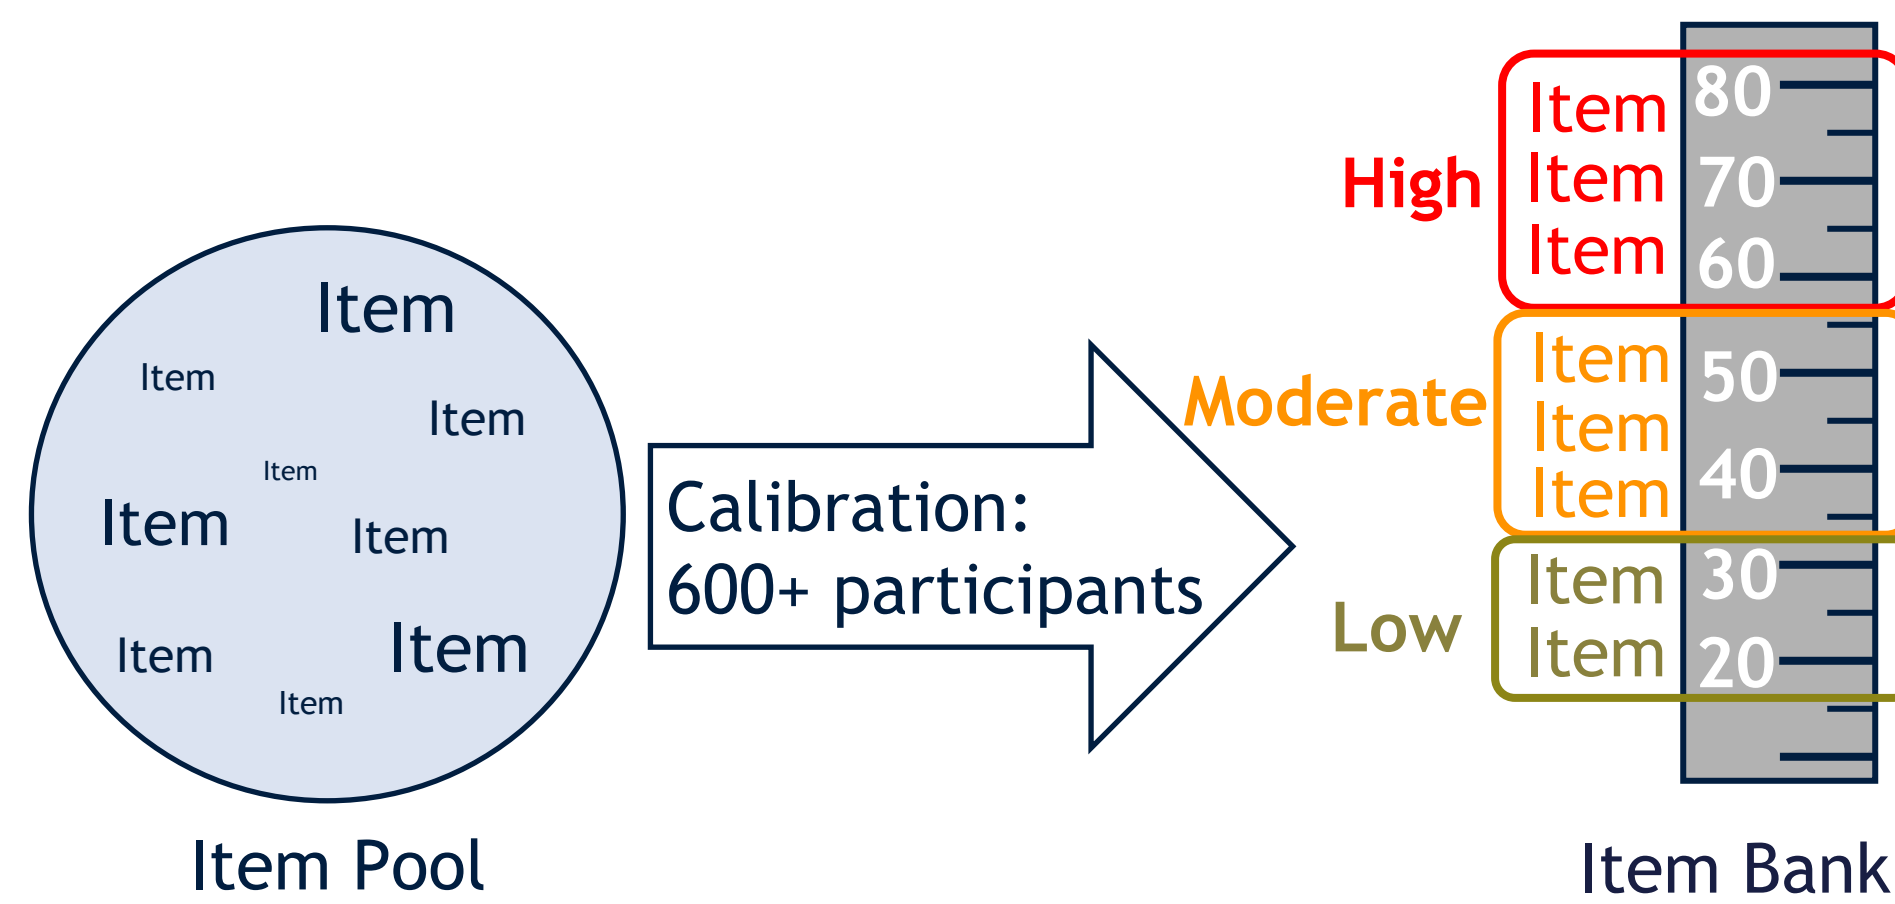 Item
Item
Item
Item
Item
Item
Item
Item
Item
Item Pool
Calibration:
600+ participants
High
Item 80
Item 70
Item 60
Moderate
Item 50
Item
Item 40
Low
Item 30
Item 20
Item Bank